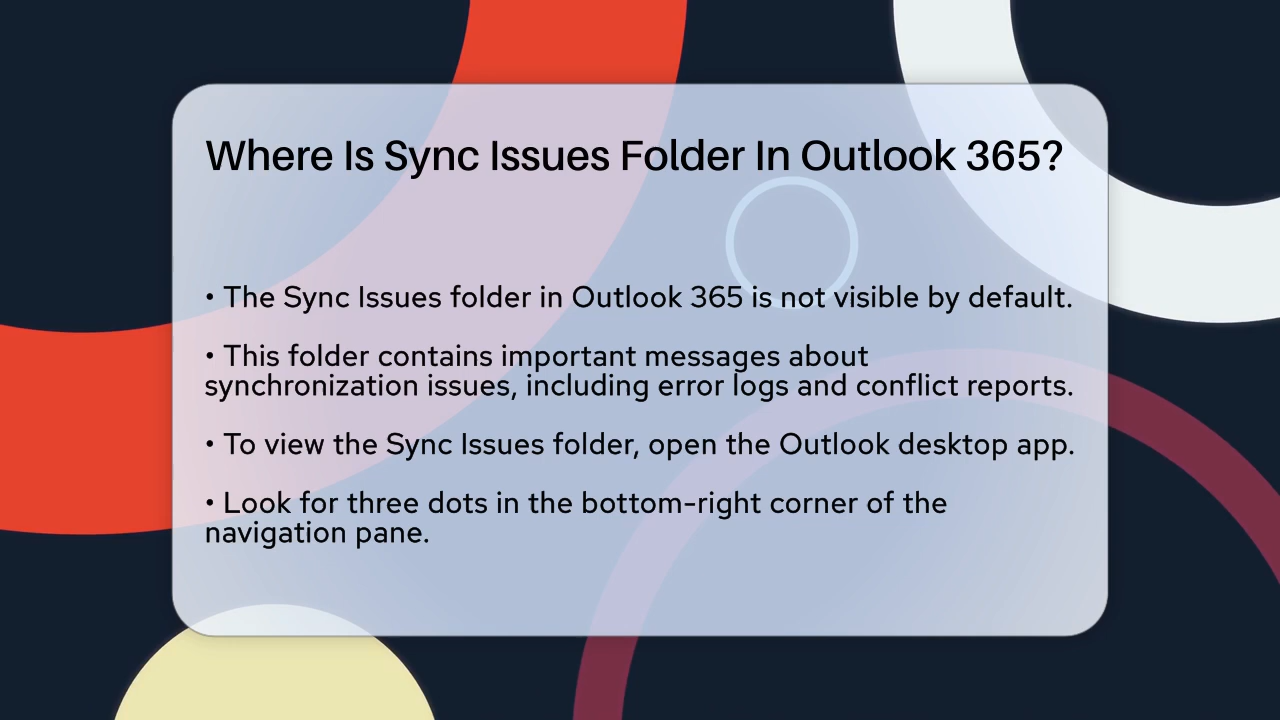 Where Is Sync Issues Folder In Outlook 365?
• The Sync Issues folder in Outlook 365 is not visible by default.
• This folder contains important messages about
synchronization issues, including error logs and conflict reports.
• To view the Sync Issues folder, open the Outlook desktop app.
• Look for three dots in the bottom-right corner of the
navigation pane.